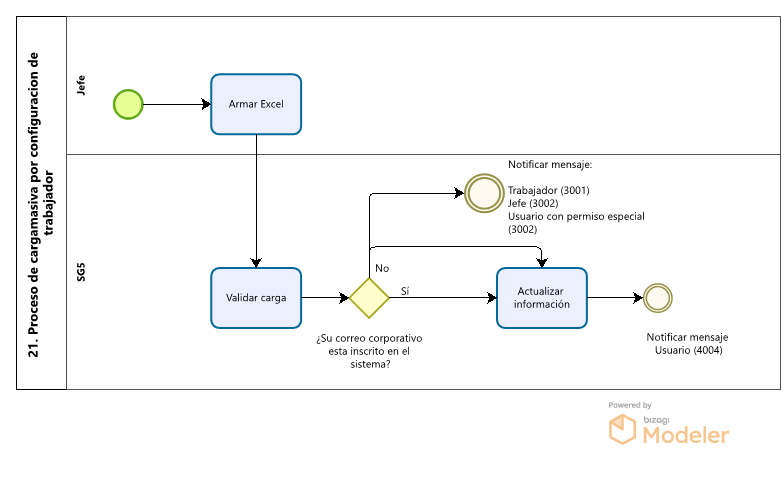 21. Proceso de cargamasiva por configuracion de
trabajador
Jefe
Armar Excel
SG5
Notificar mensaje:
Trabajador (3001)
Jefe (3002)
Usuario con permiso especial
(3002)
No
Validar carga
Sí
Actualizar
información
¿Su correo corporativo
esta inscrito en el
sistema?
Notificar mensaje
Usuario (4004)
Powered by
bizagi
Modeler